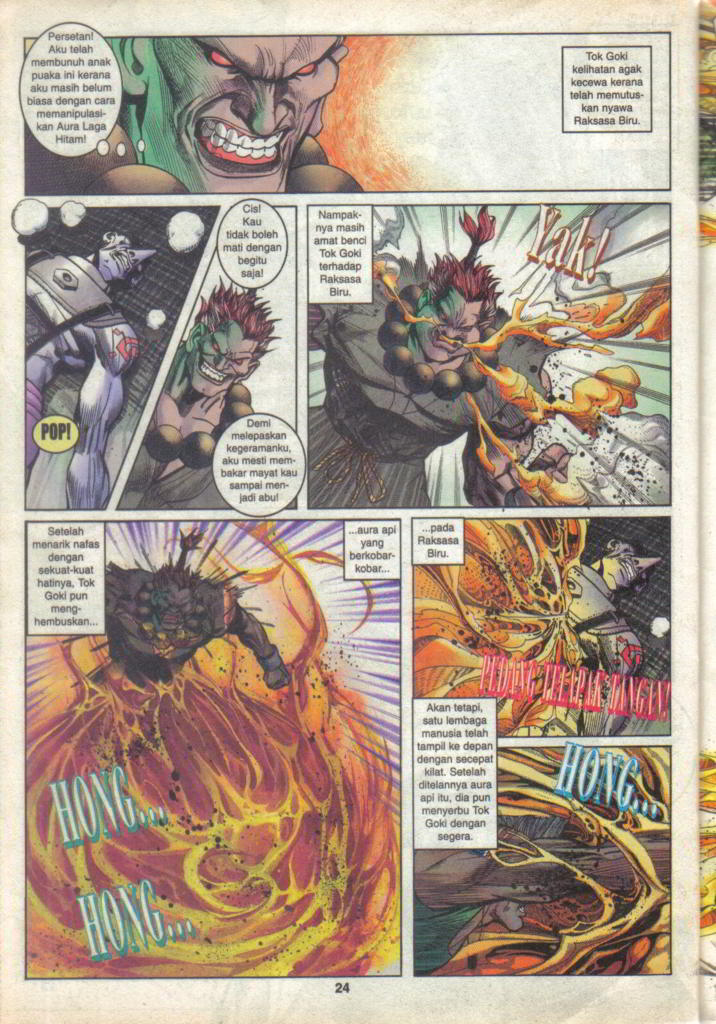 Persetan!
Aku telah
membunuh anak
puaka ini kerana
aku masih belum
biasa dengan cara
memanipulasi-
kan Aura Laga
Hitam!
Tok Goki
kelihatan agak
kecewa kerana
telah memutus-
kan nyawa
Raksasa Biru.
POP!
Cis!
Kau
tidak boleh
mati dengan
begitu
saja!
Demi
melepaskan
kegeramanku,
aku mesti mem-
bakar mayat kau
sampai men-
jadi abu!
Nampak-
nya masih
amat benci
Tok Goki
terhadap
Raksasa
Biru.
Yak!
Setelah
menarik nafas
dengan
sekuat-kuat
hatinya, Tok
Goki pun
meng-
hembuskan...
...aura api
yang
berkobar-
kobar...
HONG...
HONG...
...pada
Raksasa
Biru.
PEDANG TELAPAK TANGAN!
Akan tetapi,
satu lembaga
manusia telah
tampil ke depan
dengan secepat
kilat. Setelah
ditelannya aura
api itu, dia pun
menyerbu Tok
Goki dengan
segera.
HONG...
24